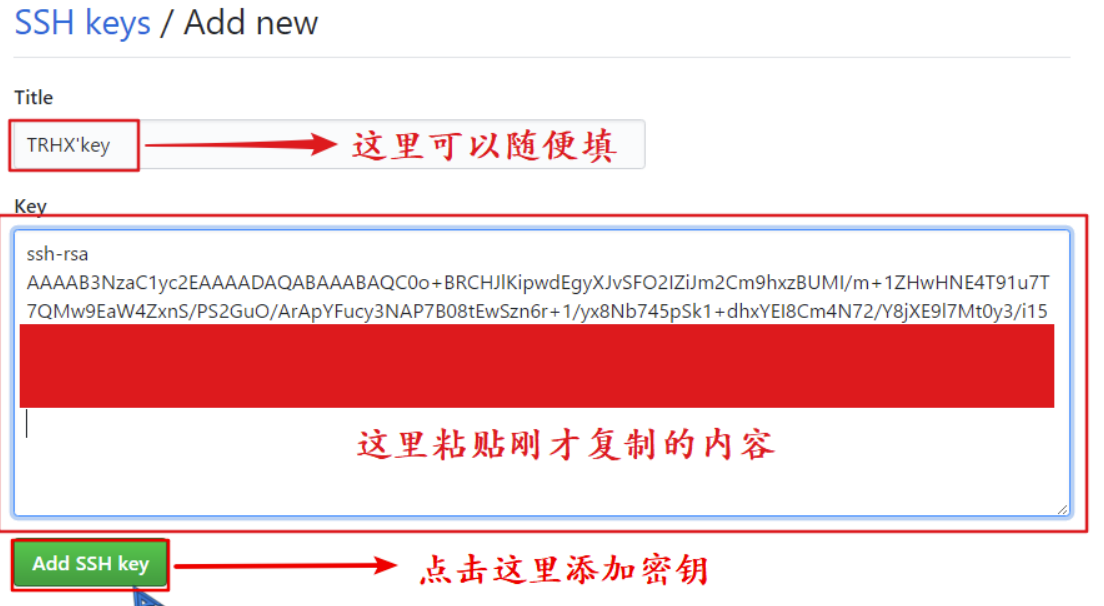 SSH keys / Add new
Title
TRHX'key
这里可以随便填
Key
ssh-rsa
AAAAB3NzaC1yc2EAAAADAQABAAABAQC0o+BRCHJlKipwdEgyXJvSFO2IZiJm2Cm9hxzBUMI/m+1ZHwHNE4T91u7T
7QMw9EaW4ZxnS/PS2GuO/ArApYFucy3NAP7B08tEwSzn6r+1/yx8Nb745pSk1+dhxYEI8Cm4N72/Y8jXE9l7Mt0y3/i15
这里粘贴刚才复制的内容
Add SSH key
点击这里添加密钥